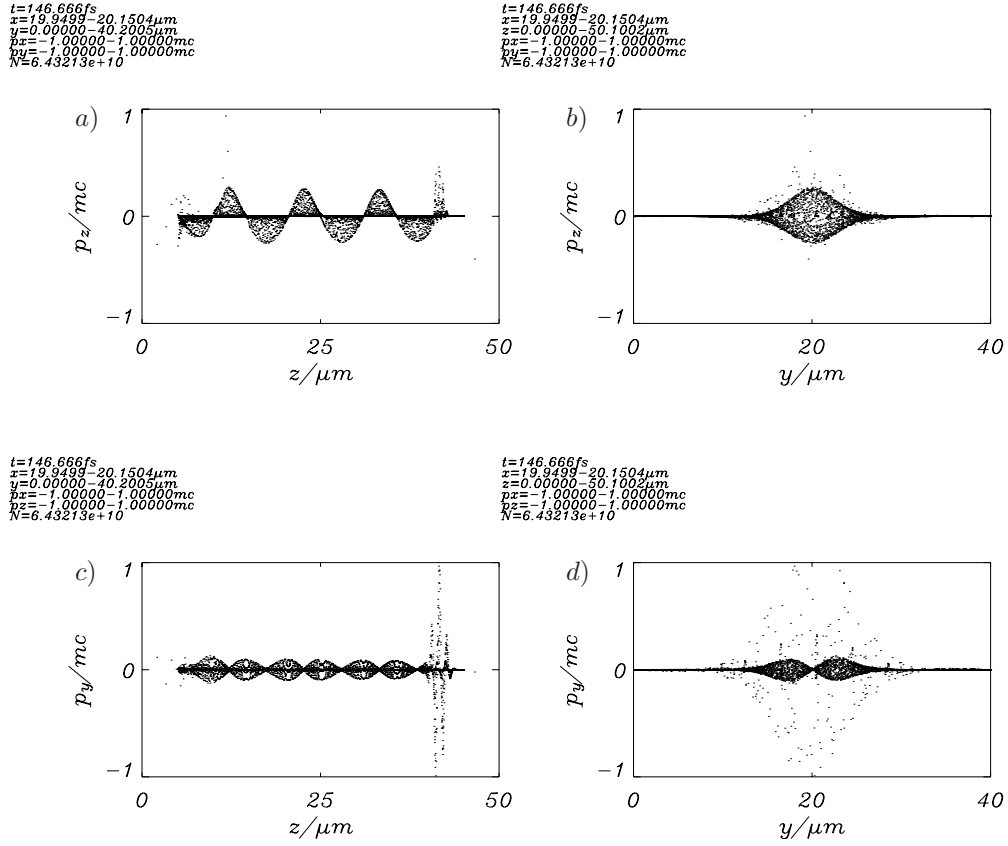 t=146.666fs
x=19.9499-20.1504μm
y=0.00000-40.2005μm
px=-1.00000-1.00000mc
py=-1.00000-1.00000mc
N=6.43213e+10
t=146.666fs
x=19.9499-20.1504μm
z=0.00000-50.1002μm
px=-1.00000-1.00000mc
py=-1.00000-1.00000mc
N=6.43213e+10
a)
1
0
-1
pz/mc
0 25 50
z/μm
b)
1
0
-1
pz/mc
0 20 40
y/μm
t=146.666fs
x=19.9499-20.1504μm
y=0.00000-40.2005μm
px=-1.00000-1.00000mc
pz=-1.00000-1.00000mc
N=6.43213e+10
t=146.666fs
x=19.9499-20.1504μm
z=0.00000-50.1002μm
px=-1.00000-1.00000mc
pz=-1.00000-1.00000mc
N=6.43213e+10
c)
1
0
-1
py/mc
0 25 50
z/μm
d)
1
0
-1
py/mc
0 20 40
y/μm